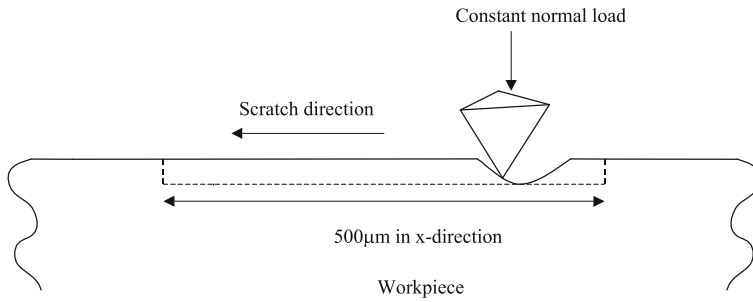 Constant normal load
Scratch direction
500μm in x-direction
Workpiece